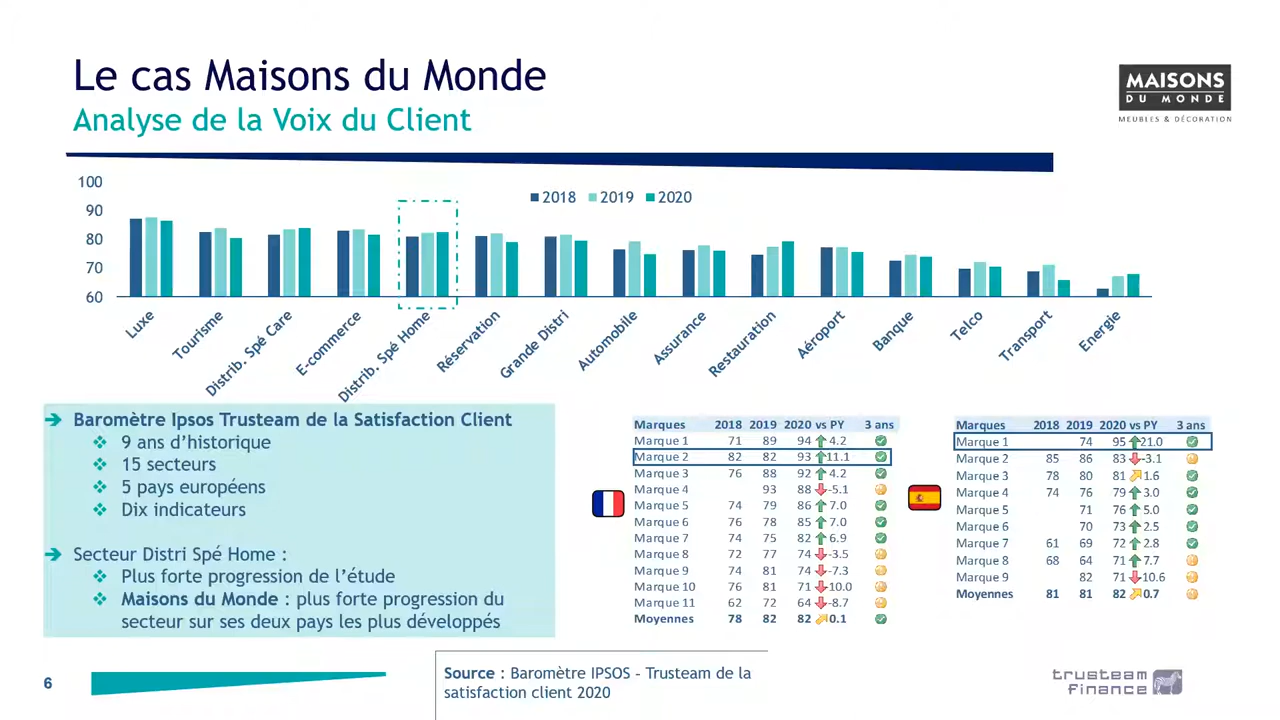 Le cas Maisons du Monde
Analyse de la Voix du Client
MAISONS
DU MONDE
MEUBLES & DÉCORATION
100
90
80
70
60
2018 2019 2020
Luxe
Tourisme
Distrib. Spé Care
E-commerce
Distrib. Spé Home
Réservation
Grande Distri
Automobile
Assurance
Restauration
Aéroport
Banque
Telco
Transport
Energie
Baromètre Ipsos Trusteam de la Satisfaction Client
9 ans d'historique
15 secteurs
5 pays européens
Dix indicateurs
Secteur Distri Spé Home :
Plus forte progression de l'étude
Maisons du Monde : plus forte progression du
secteur sur ses deux pays les plus développés
Marques 2018 2019 2020 vs PY 3 ans
Marque 1 71 89 94 4.2
Marque 2 82 82 93 11.1
Marque 3 76 88 92 4.2
Marque 4 93 88 -5.1
Marque 5 74 79 86 7.0
Marque 6 76 78 85 7.0
Marque 7 74 75 82 6.9
Marque 8 72 77 74 -3.5
Marque 9 74 81 74 -7.3
Marque 10 76 81 71 -10.0
Marque 11 62 72 64 -8.7
Moyennes 78 82 82 0.1
Marques 2018 2019 2020 vs PY 3 ans
Marque 1 74 95 21.0
Marque 2 85 86 83 -3.1
Marque 3 78 80 81 1.6
Marque 4 74 76 79 3.0
Marque 5 71 76 5.0
Marque 6 70 73 2.5
Marque 7 61 69 72 2.8
Marque 8 68 64 71 7.7
Marque 9 82 71 -10.6
Moyennes 81 81 82 0.7
6
Source : Baromètre IPSOS - Trusteam de la
satisfaction client 2020
trusteam
finance